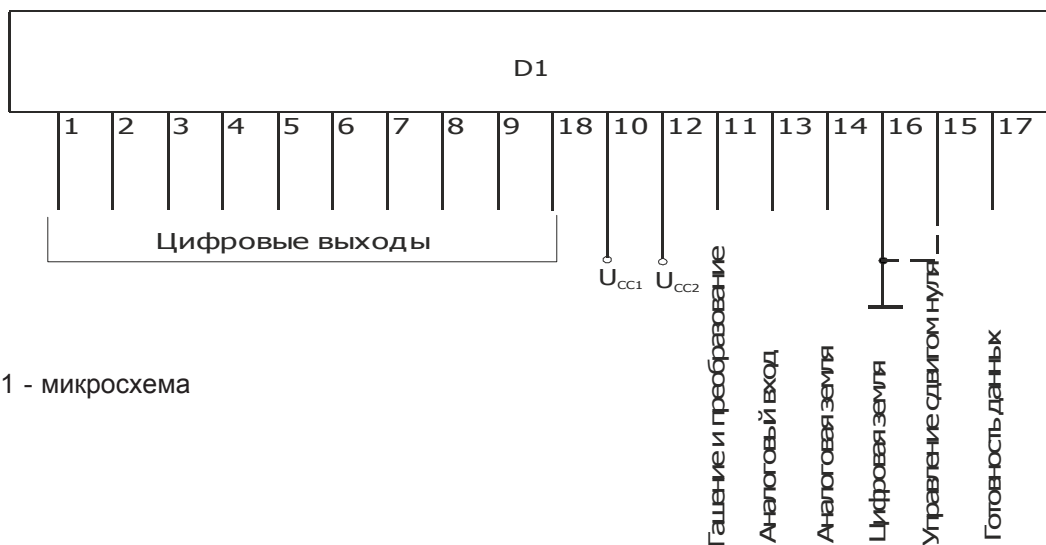 D1
1 2 3 4 5 6 7 8 9 18 10 12 11 13 14 16 15 17
Цифровые выходы
UCC1 UCC2
Гашение и преобразование
Аналоговый вход
Аналоговая земля
Цифровая земля
Управление сдвигом нуля
Готовность данных
1 - микросхема